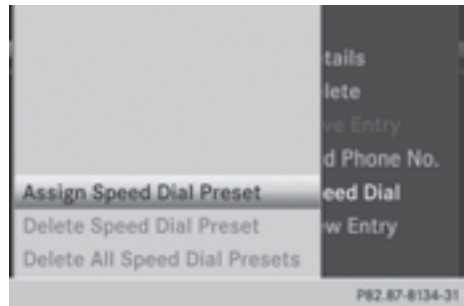 tails
lete
ve Entry
d Phone No.
Assign Speed Dial Preset
eed Dial
Delete Speed Dial Preset
w Entry
Delete All Speed Dial Presets
P82.87-8134-31